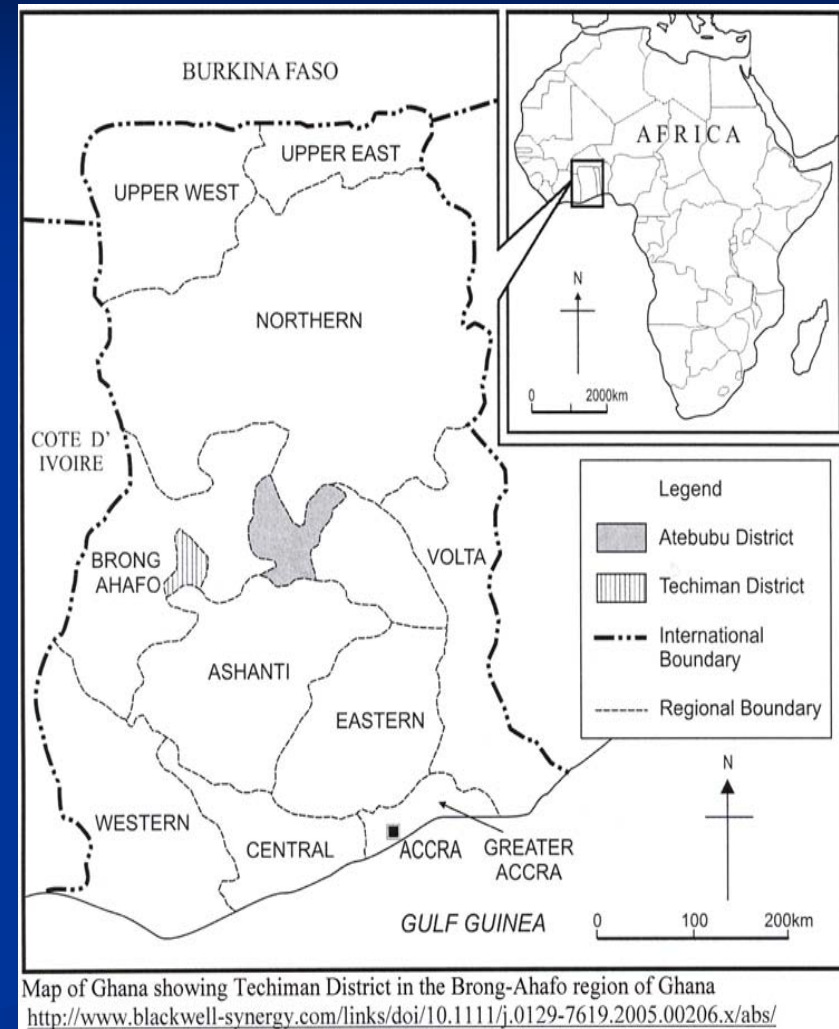 BURKINA FASO
UPPER EAST
UPPER WEST
NORTHERN
COTE D'
IVOIRE
BRONG
AHAFO
VOLTA
ASHANTI
EASTERN
WESTERN
CENTRAL
ACCRA
GREATER
ACCRA
GULF GUINEA
AFRICA
N
0 2000km
Legend
Atebubu District
Techiman District
International
Boundary
Regional Boundary
N
0 100 200km
Map of Ghana showing Techiman District in the Brong-Ahafo region of Ghana
http://www.blackwell-synergy.com/links/doi/10.1111/j.0129-7619.2005.00206.x/abs/